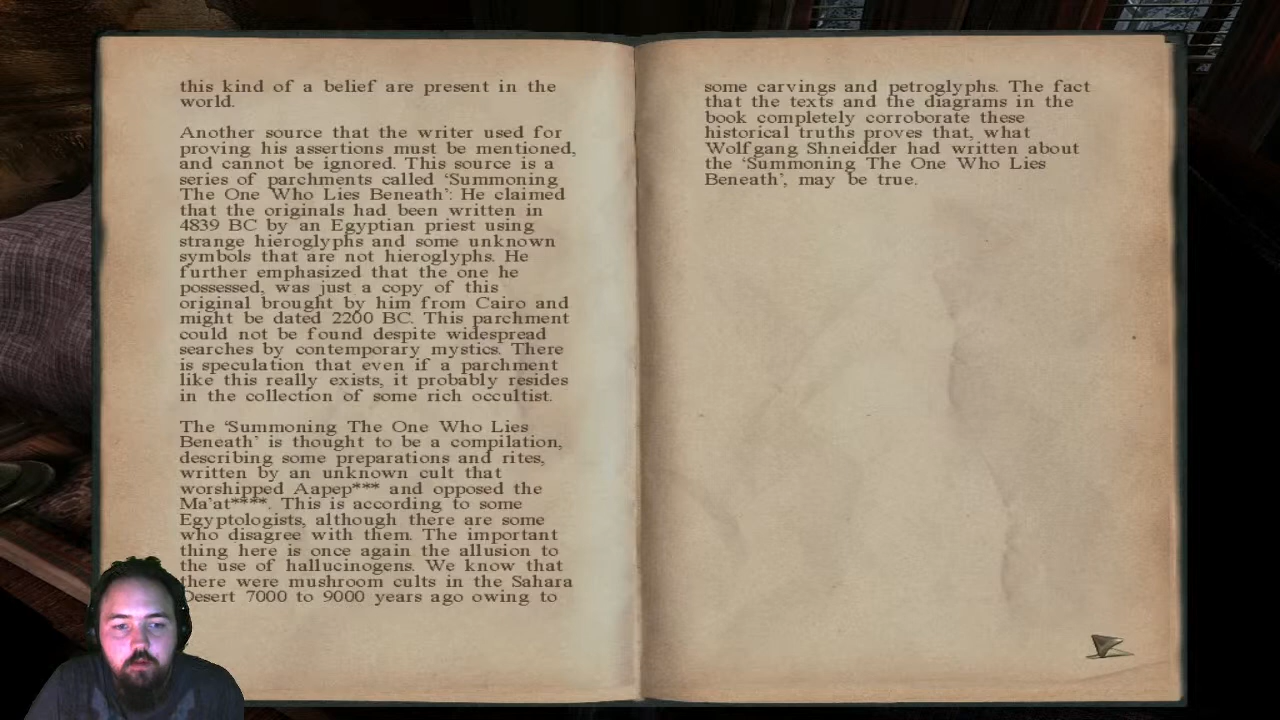 this kind of a belief are present in the
world.
Another source that the writer used for
proving his assertions must be mentioned,
and cannot be ignored. This source is a
series of parchments called ‘Summoning
The One Who Lies Beneath’: He claimed
that the originals had been written in
4839 BC by an Egyptian priest using
strange hieroglyphs and some unknown
symbols that are not hieroglyphs. He
further emphasized that the one he
possessed, was just a copy of this
original brought by him from Cairo and
might be dated 2200 BC. This parchment
could not be found despite widespread
searches by contemporary mystics. There
is speculation that even if a parchment
like this really exists, it probably resides
in the collection of some rich occultist.
The ‘Summoning The One Who Lies
Beneath’ is thought to be a compilation,
describing some preparations and rites,
written by an unknown cult that
worshipped Aapep*** and opposed the
Ma'at****. This is according to some
Egyptologists, although there are some
who disagree with them. The important
thing here is once again the allusion to
the use of hallucinogens. We know that
there were mushroom cults in the Sahara
Desert 7000 to 9000 years ago owing to
some carvings and petroglyphs. The fact
that the texts and the diagrams in the
book completely corroborate these
historical truths proves that, what
Wolfgang Shneidder had written about
the ‘Summoning The One Who Lies
Beneath’, may be true.